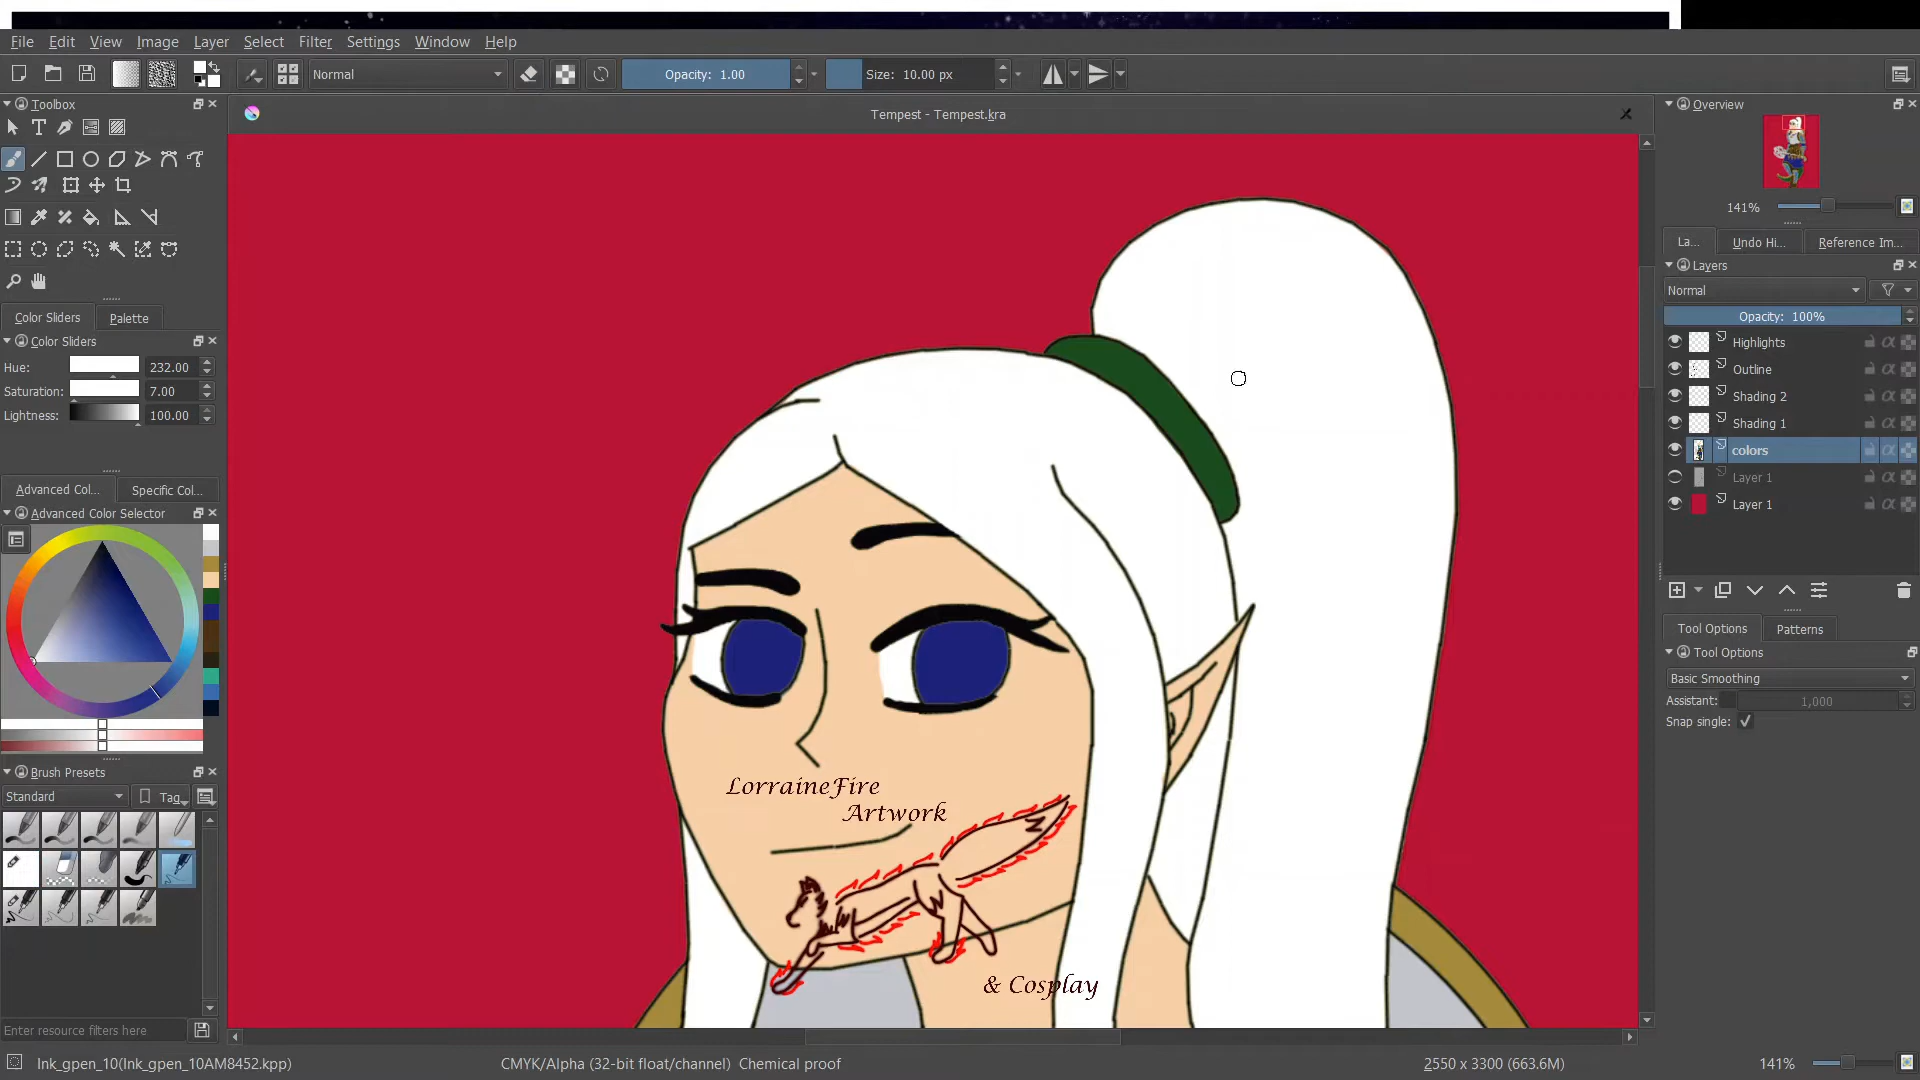 File Edit View Image Layer Select Filter Settings Window Help
Normal Opacity: 1.00 Size: 10.00 px
Toolbox
Tempest - Tempest.kra
Overview
141%
La... Undo Hi... Reference Im...
Layers
Normal
Opacity: 100%
Highlights
Outline
Shading 2
Shading 1
colors
Layer 1
Layer 1
Tool Options Patterns
Tool Options
Basic Smoothing
Assistant: 1,000
Snap single:
Color Sliders Palette
Color Sliders
Hue: 232.00
Saturation: 7.00
Lightness: 100.00
Advanced Col... Specific Col...
Advanced Color Selector
Brush Presets
Standard Tag
Enter resource filters here
LorraineFire
Artwork
& Cosplay
Ink_gpen_10(Ink_gpen_10AM8452.kpp) CMYK/Alpha (32-bit float/channel) Chemical proof 2550 x 3300 (663.6M) 141%